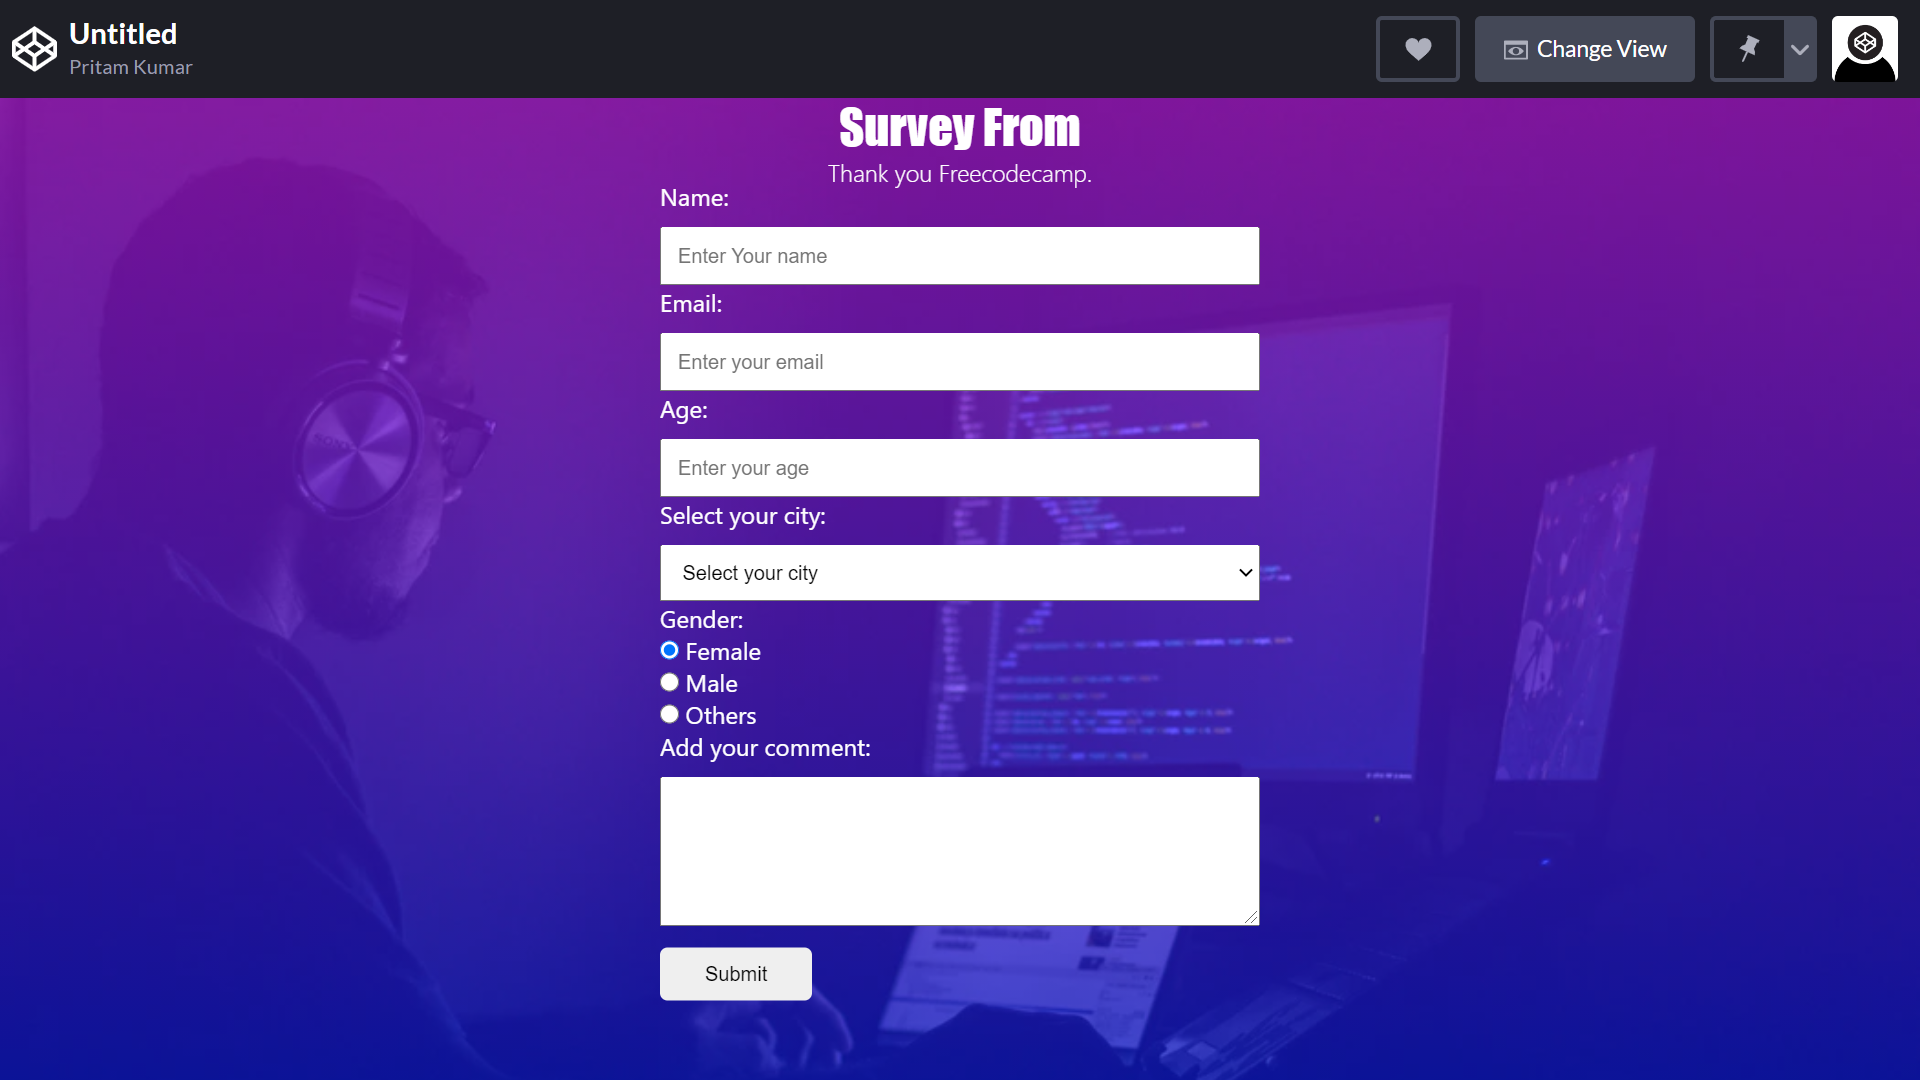 Untitled
Pritam Kumar
Change View
Survey From
Thank you Freecodecamp.
Name:
Enter Your name
Email:
Enter your email
Age:
Enter your age
Select your city:
Select your city
Gender:
Female
Male
Others
Add your comment:
Submit